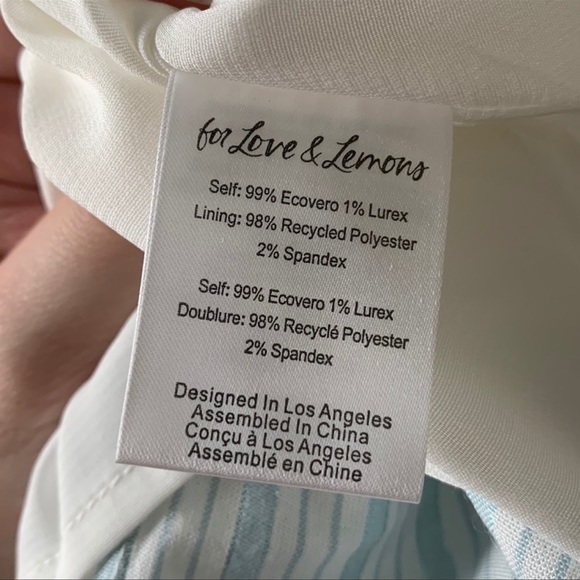 for Love & Lemons
Self: 99% Ecovero 1% Lurex
Lining: 98% Recycled Polyester
2% Spandex
Self: 99% Ecovero 1% Lurex
Doublure: 98% Recyclé Polyester
2% Spandex
Designed In Los Angeles
Assembled In China
Conçu à Los Angeles
Assemblé en Chine